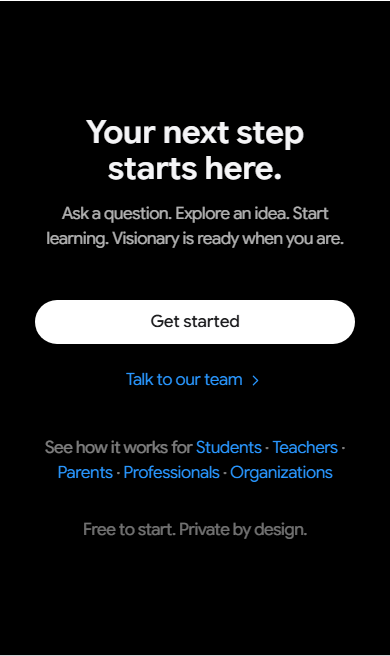 Your next step
starts here.
Ask a question. Explore an idea. Start
learning. Visionary is ready when you are.
Get started
Talk to our team >
See how it works for Students · Teachers ·
Parents · Professionals · Organizations
Free to start. Private by design.